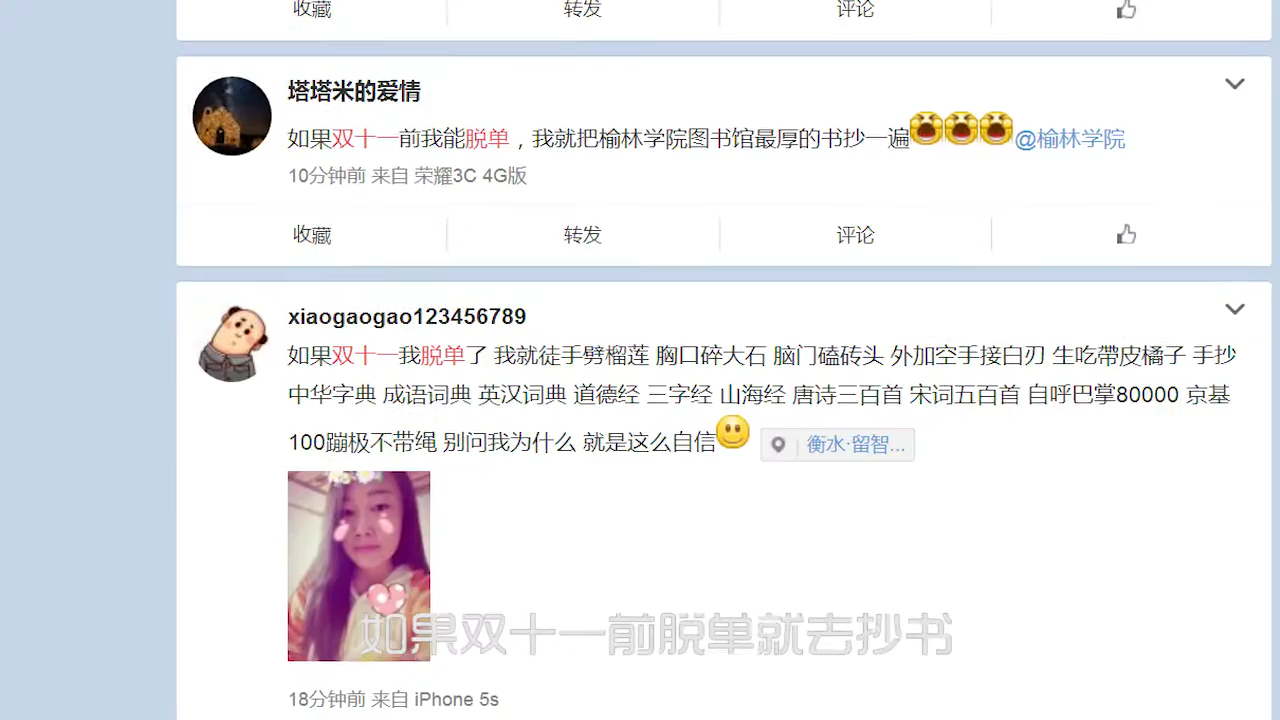 收藏 转发 评论
塔塔米的爱情
如果双十一前我能脱单，我就把榆林学院图书馆最厚的书抄一遍@榆林学院
10分钟前 来自 荣耀3C 4G版
收藏 转发 评论
xiaogaogao123456789
如果双十一我脱单了 我就徒手劈榴莲 胸口碎大石 脑门磕砖头 外加空手接白刃 生吃帶皮橘子 手抄
中华字典 成语词典 英汉词典 道德经 三字经 山海经 唐诗三百首 宋词五百首 自呼巴掌80000 京基
100蹦极不带绳 别问我为什么 就是这么自信 衡水·留智...
如果双十一前脱单就去抄书
18分钟前 来自 iPhone 5s